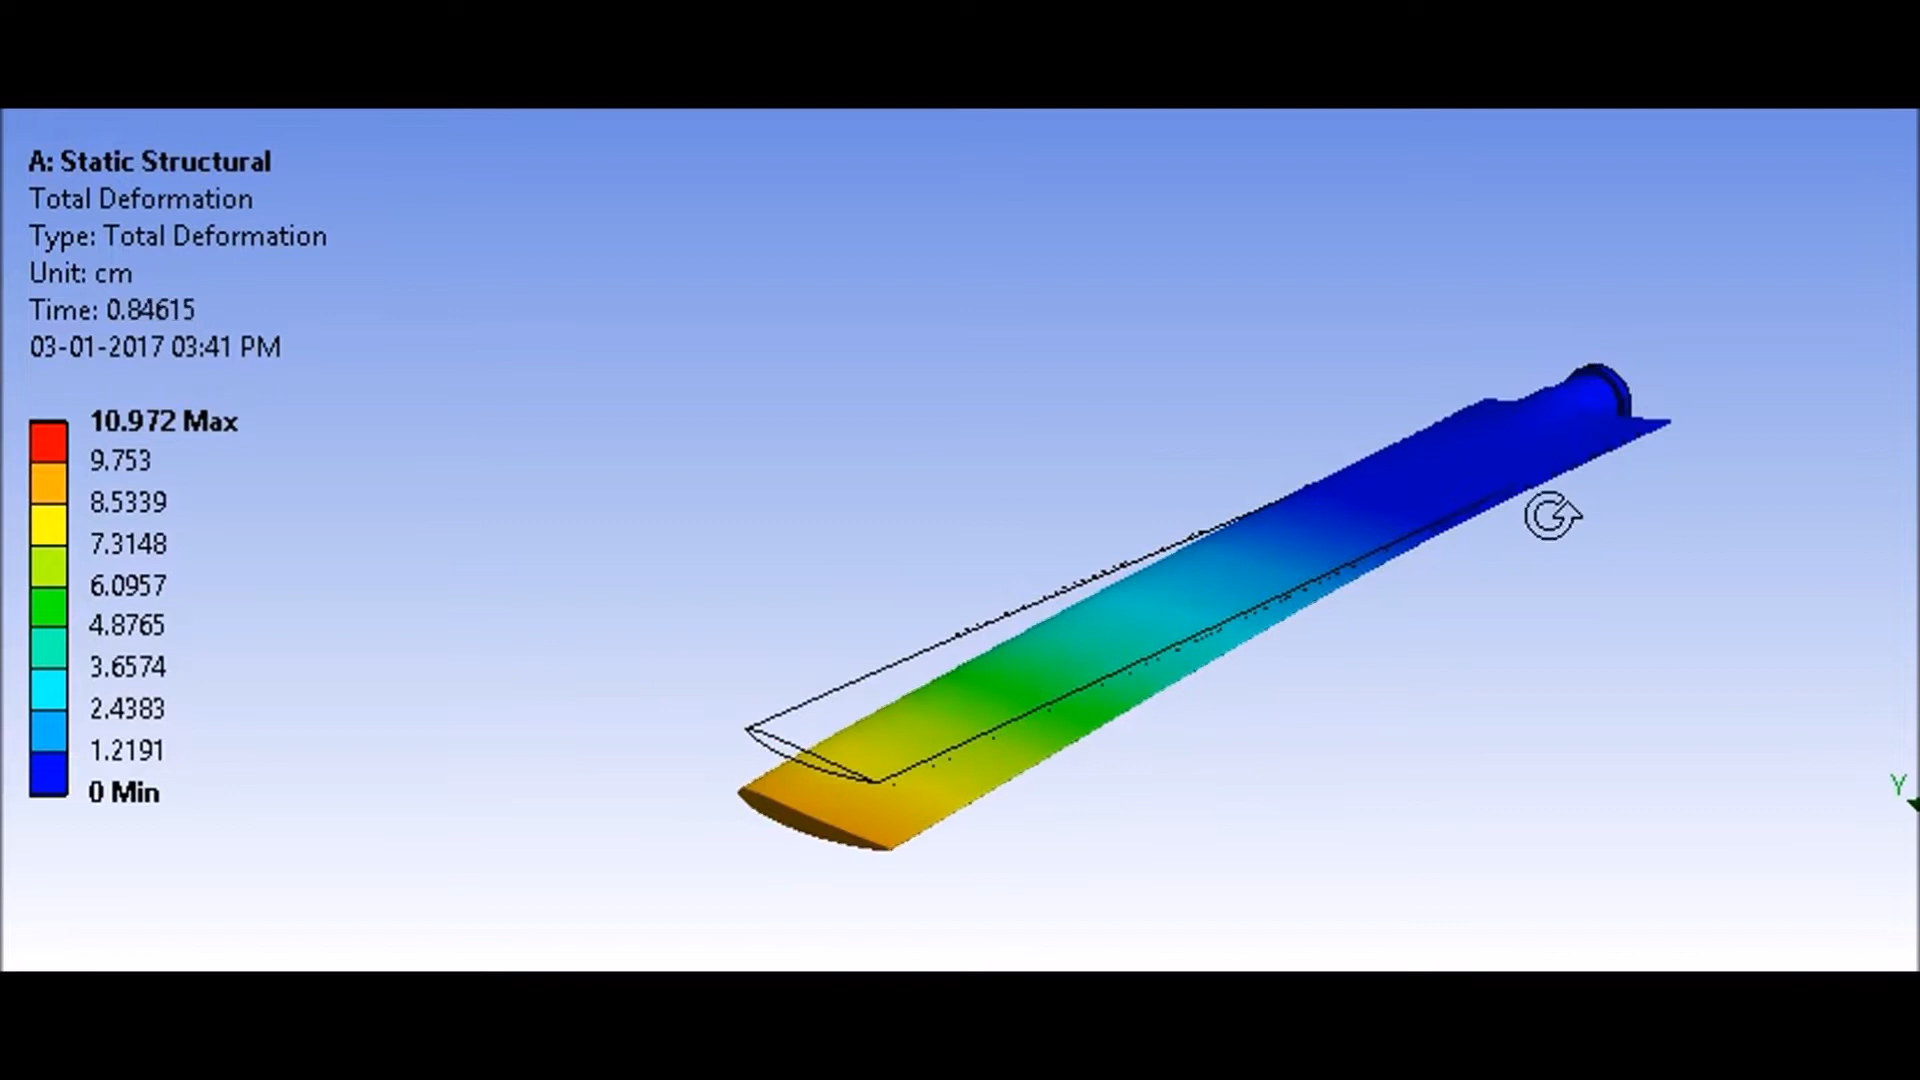 A: Static Structural
Total Deformation
Type: Total Deformation
Unit: cm
Time: 0.84615
03-01-2017 03:41 PM
10.972 Max
9.753
8.5339
7.3148
6.0957
4.8765
3.6574
2.4383
1.2191
0 Min
Y